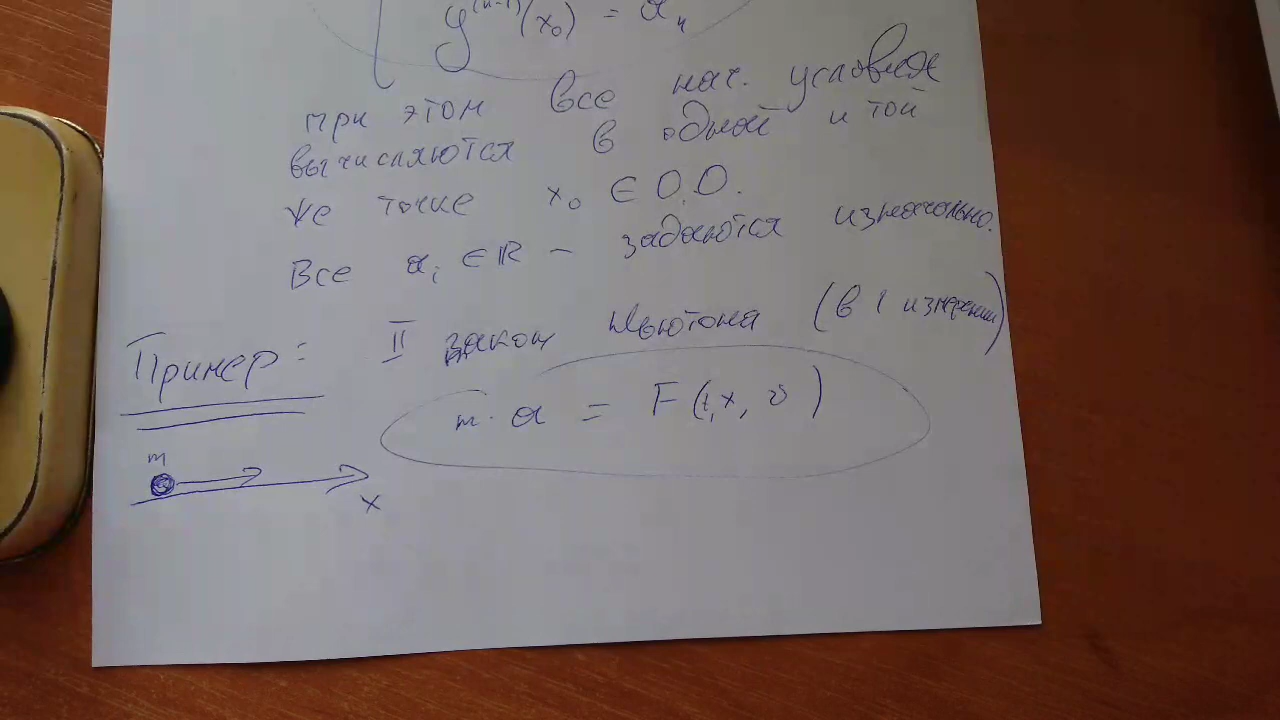 y⁽ⁿ⁻¹⁾(x₀) = αₙ
при этом все нач. условия
вычисляются в одной и той
же точке x₀ ∈ О.О.
Все αᵢ ∈ ℝ – задаются изначально.
Пример: II закон Ньютона (в 1 измерении)
m · a = F(t, x, v)
m
x